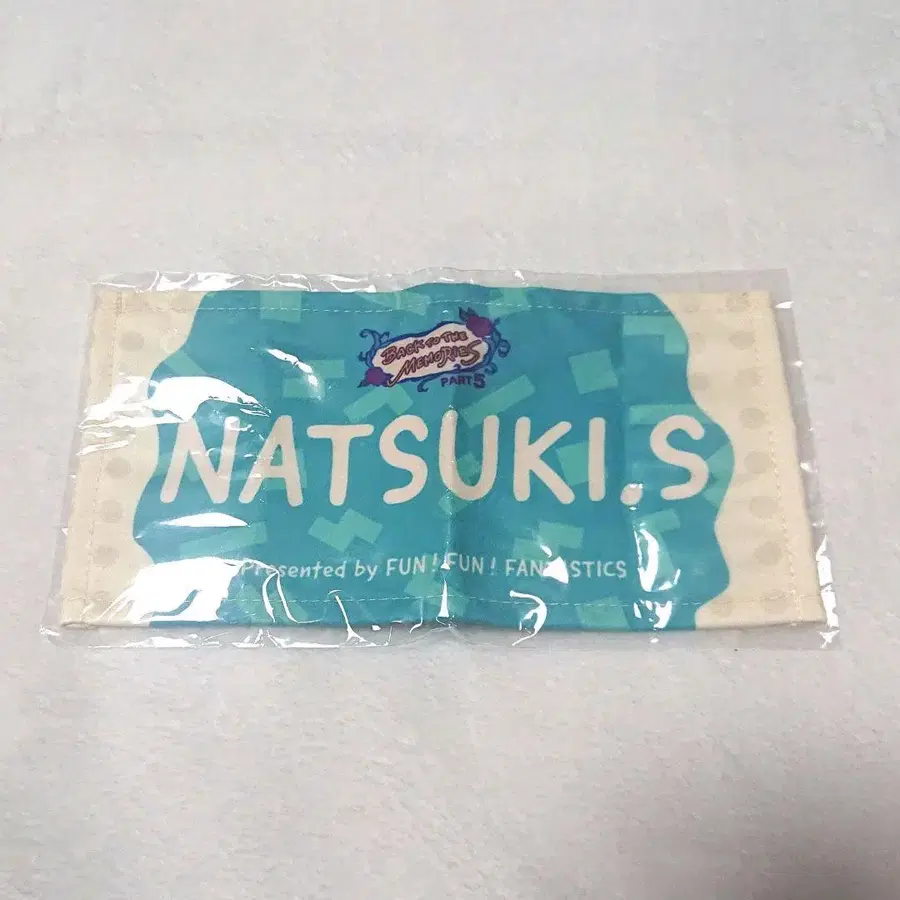 BACK TO THE
MEMORIES
PART5
NATSUKI.S
Presented by FUN! FUN! FANTASTICS